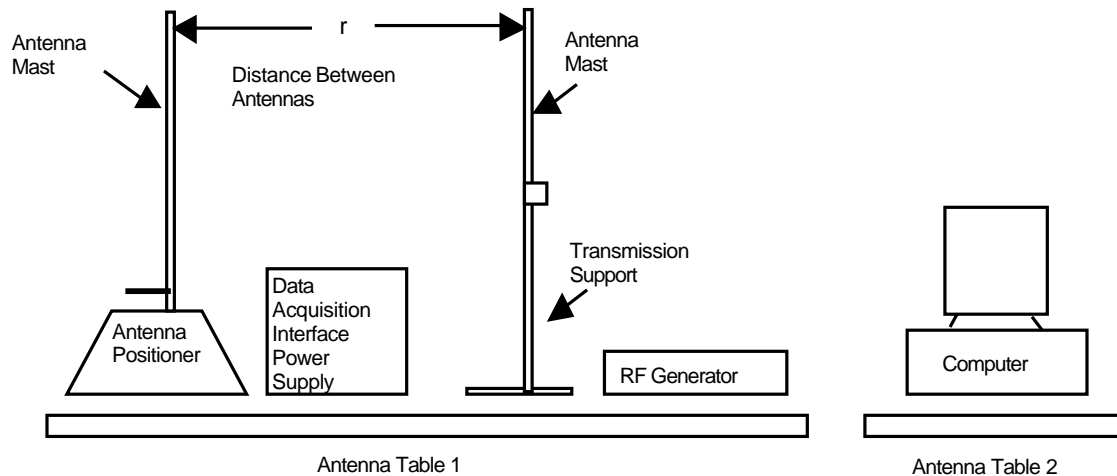 r
Antenna
Mast
Distance Between
Antennas
Antenna
Mast
Transmission
Support
Data
Acquisition
Interface
Power
Supply
Antenna
Positioner
RF Generator
Computer
Antenna Table 1
Antenna Table 2